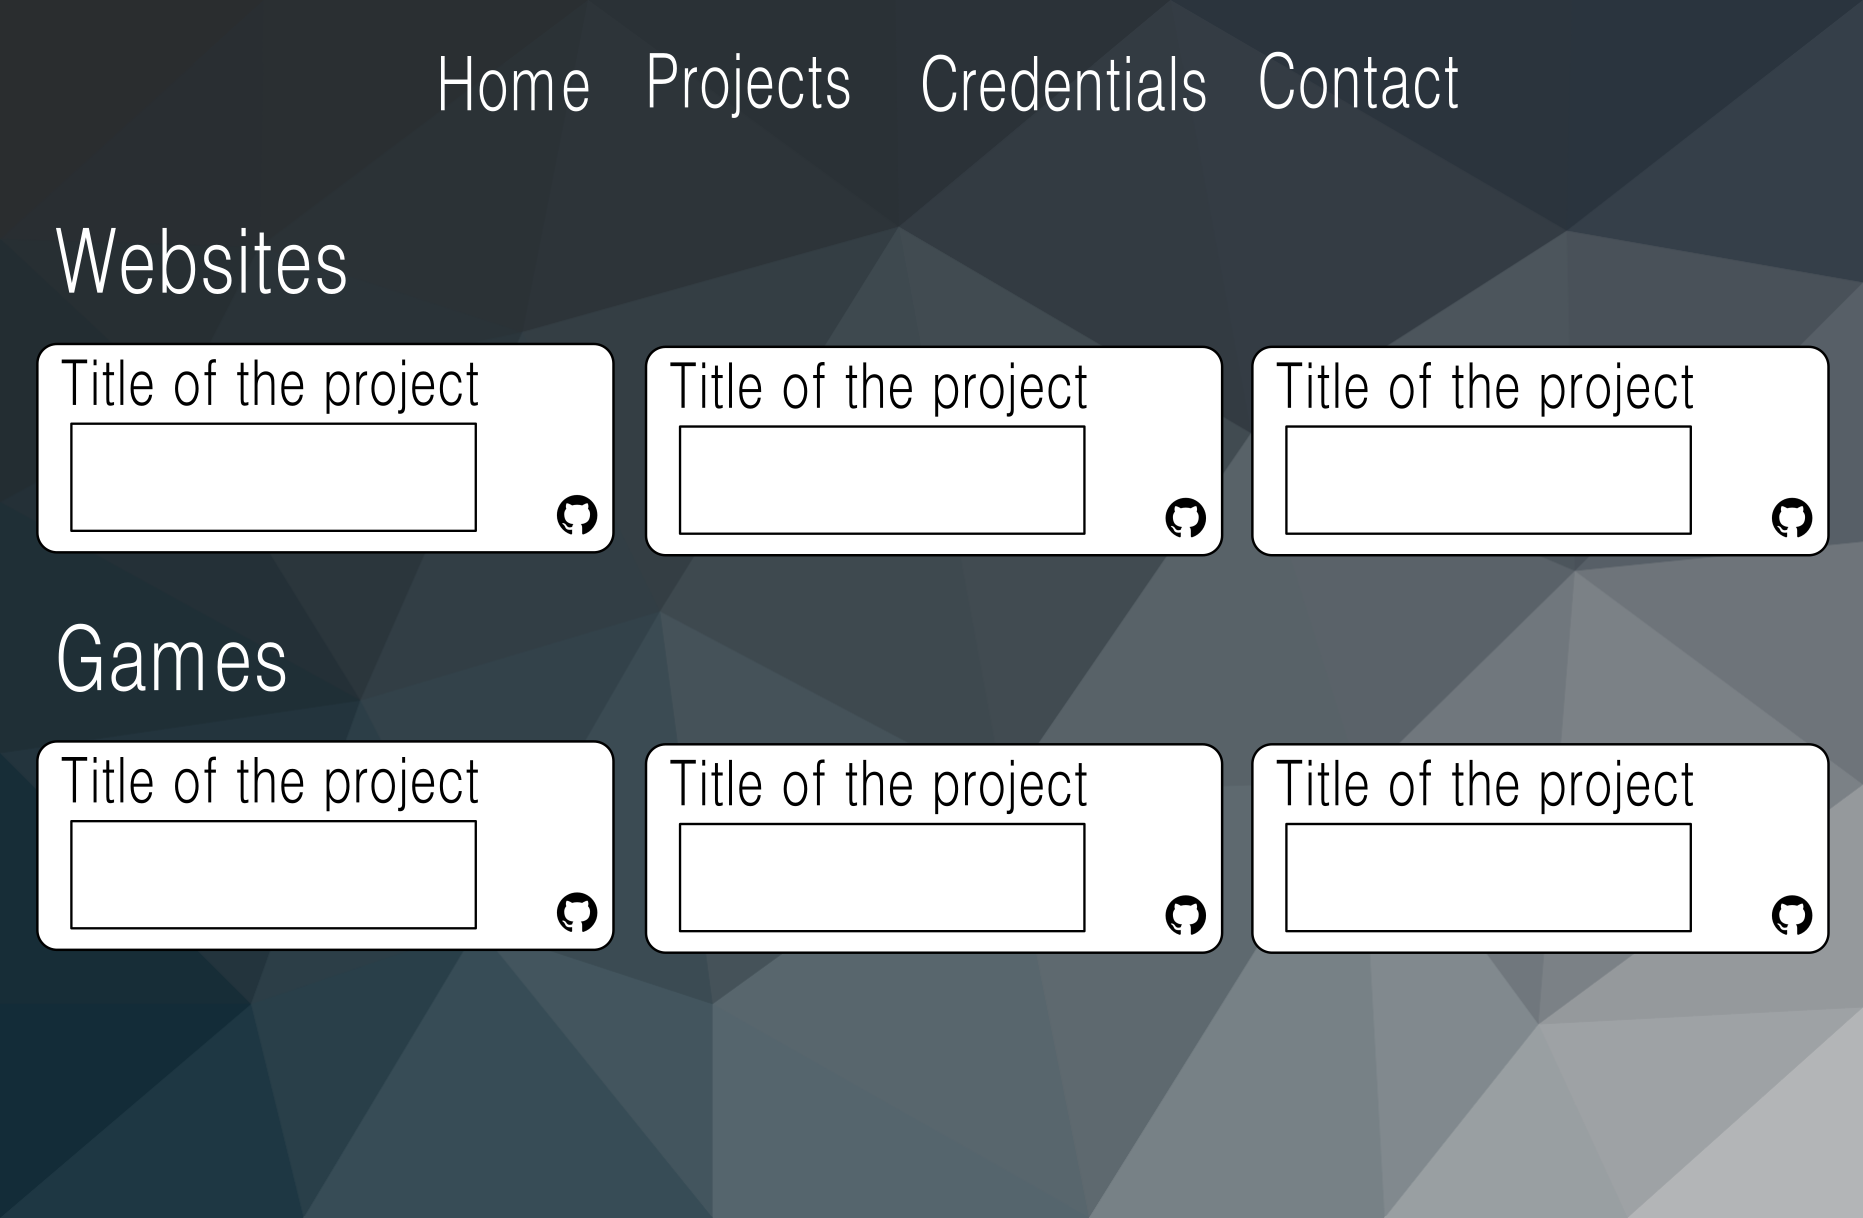 Home Projects Credentials Contact
Websites
Title of the project Title of the project Title of the project
Games
Title of the project Title of the project Title of the project